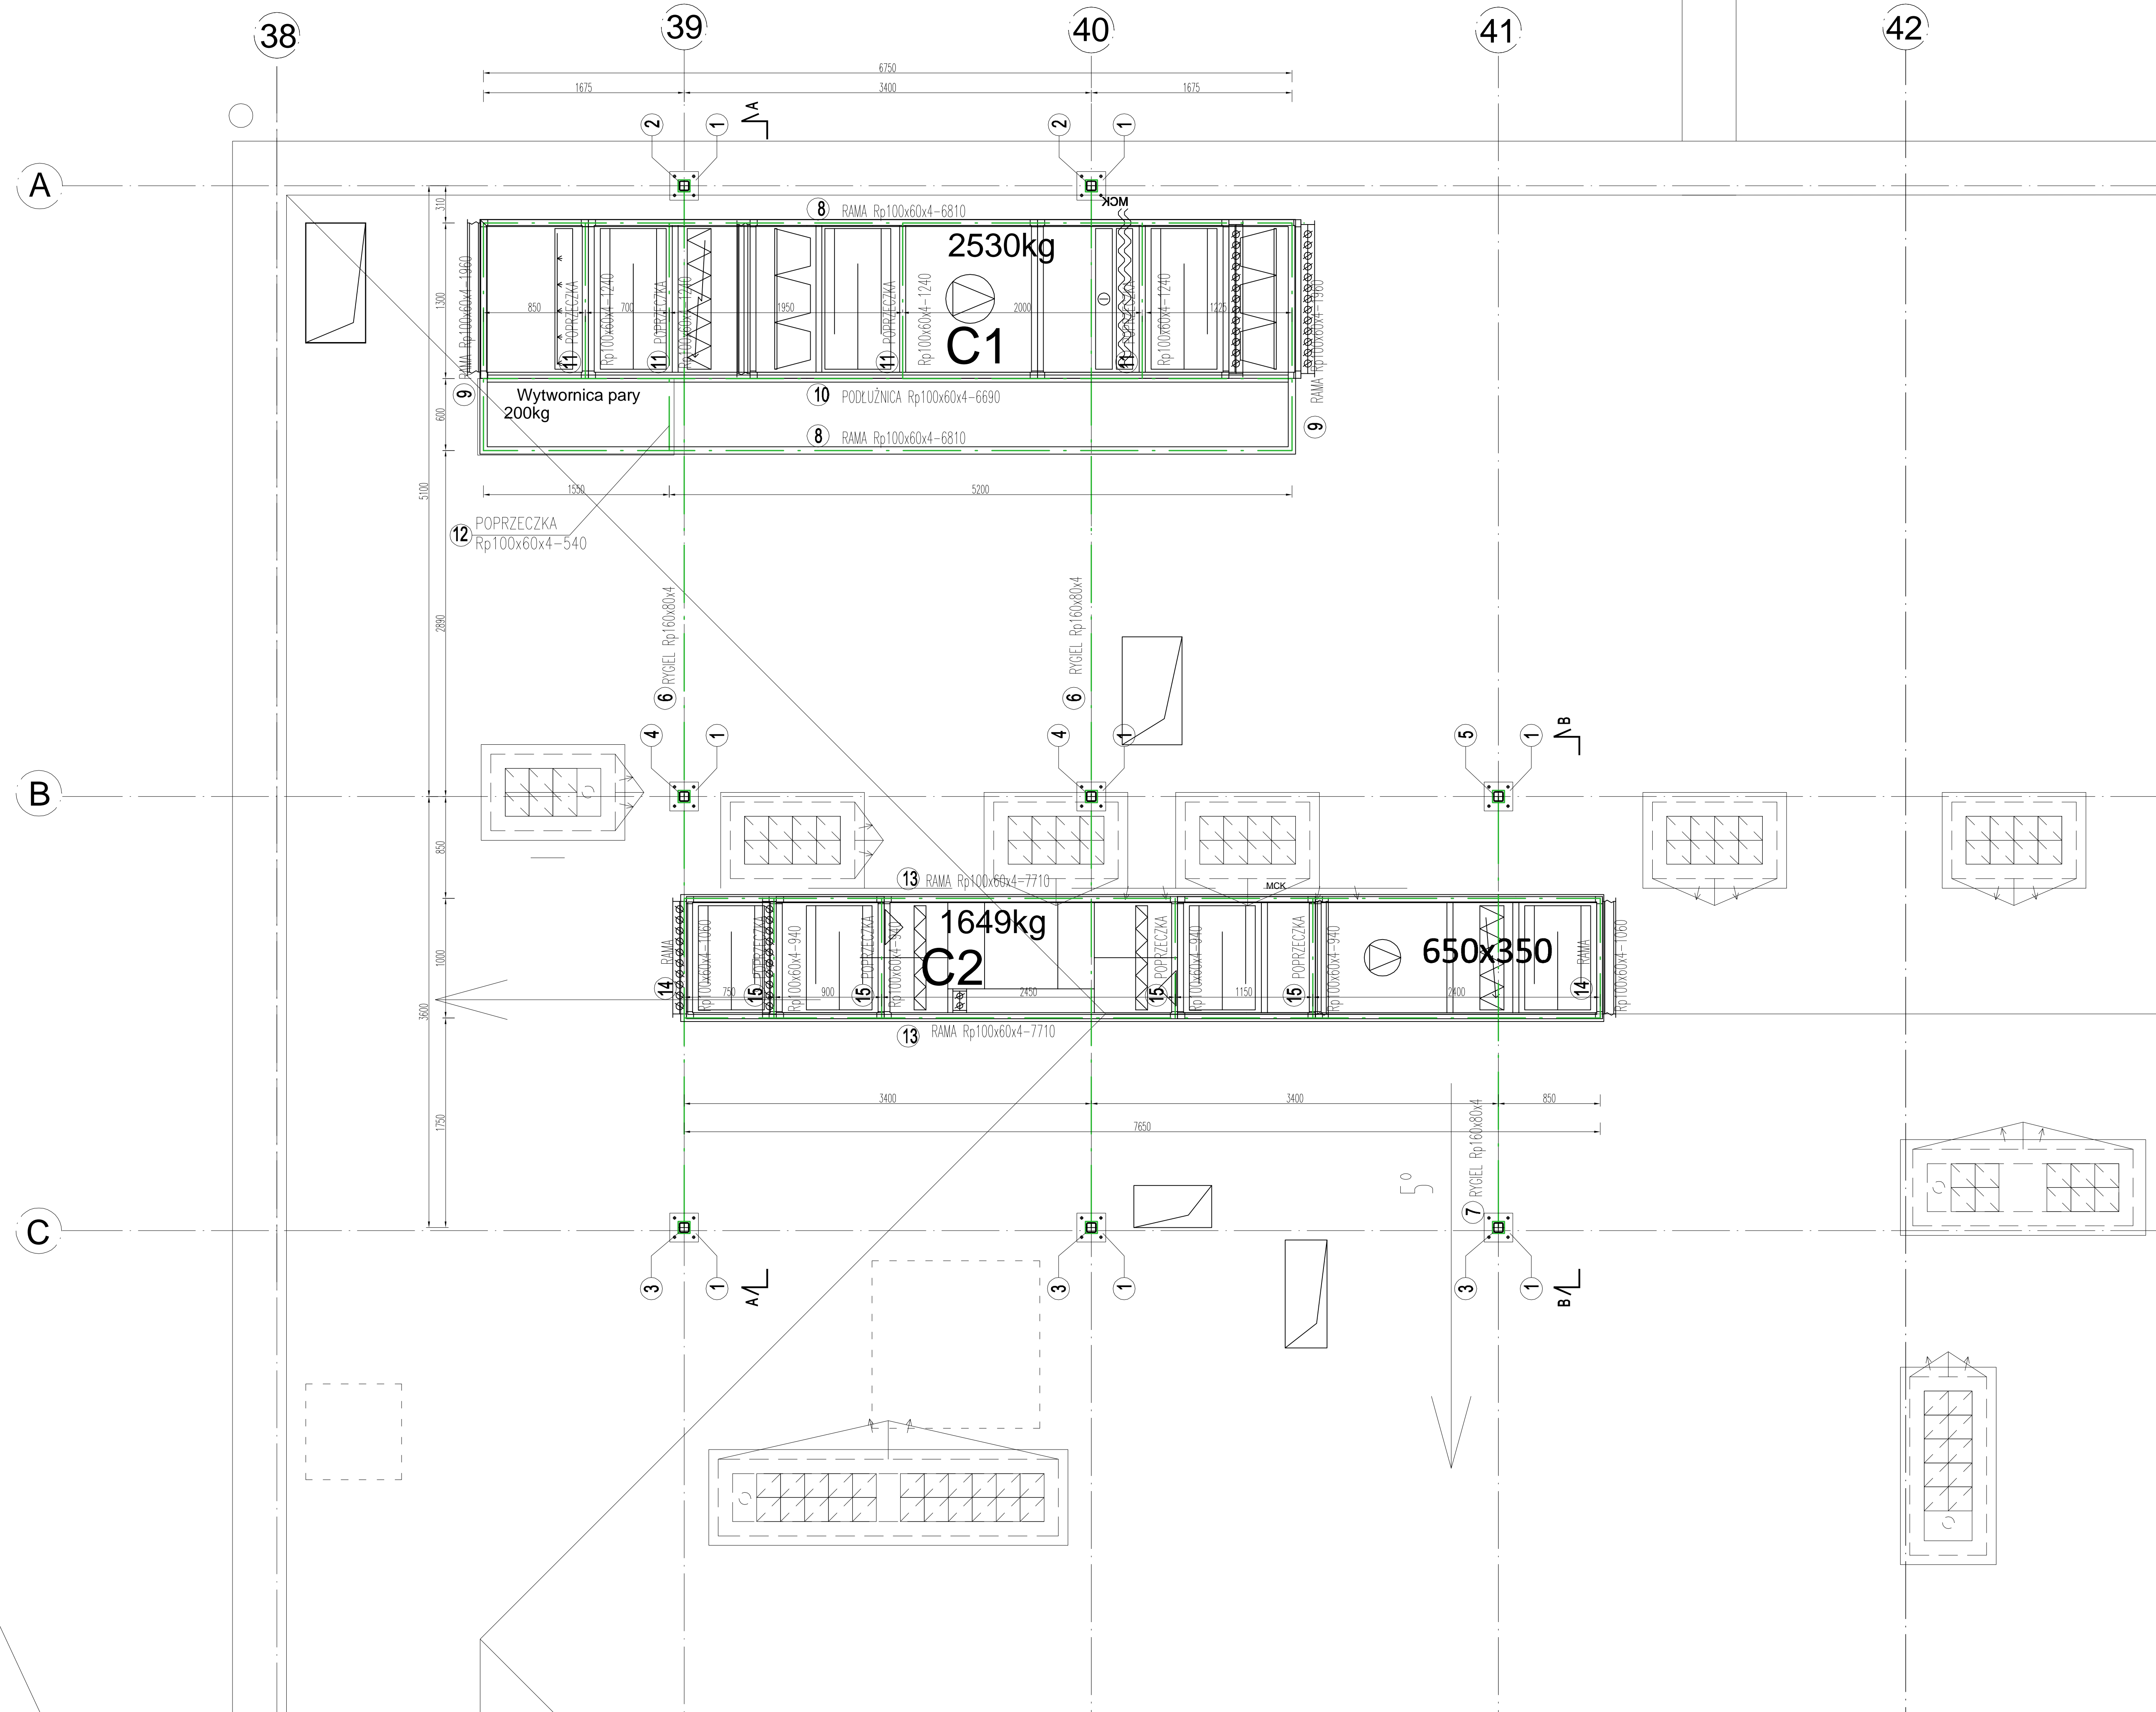 38
39
40
41
42
6750
1675
3400
1675
A
2
1
2
1
A
310
MCK
8 RAMA Rp100x60x4-6810
2530kg
RAMA Rp100x60x4-1960
1300
850
11 POPRZECZKA
Rp100x60x4-1240
700
11 POPRZECZKA
Rp100x60x4-1240
1950
11 POPRZECZKA
Rp100x60x4-1240
2000
C1
11
Rp100x60x4-1240
1225
RAMA Rp100x60x4-1960
9
Wytwornica pary
200kg
10 PODŁUŻNICA Rp100x60x4-6690
600
8 RAMA Rp100x60x4-6810
9
5100
1550
5200
12 POPRZECZKA
Rp100x60x4-540
2890
6 RYGIEL Rp160x80x4
6 RYGIEL Rp160x80x4
4
1
4
1
5
1
B
B
850
13 RAMA Rp100x60x4-7710
MCK
1649kg
C2
650x350
14 RAMA
Rp100x60x4-1060
750
15 POPRZECZKA
Rp100x60x4-940
900
15 POPRZECZKA
Rp100x60x4-940
2450
15 POPRZECZKA
Rp100x60x4-940
1150
15 POPRZECZKA
Rp100x60x4-940
2400
14 RAMA
Rp100x60x4-1060
1000
3600
13 RAMA Rp100x60x4-7710
3400
3400
850
7650
1750
5°
7 RYGIEL Rp160x80x4
C
3
1
A
3
1
3
1
B